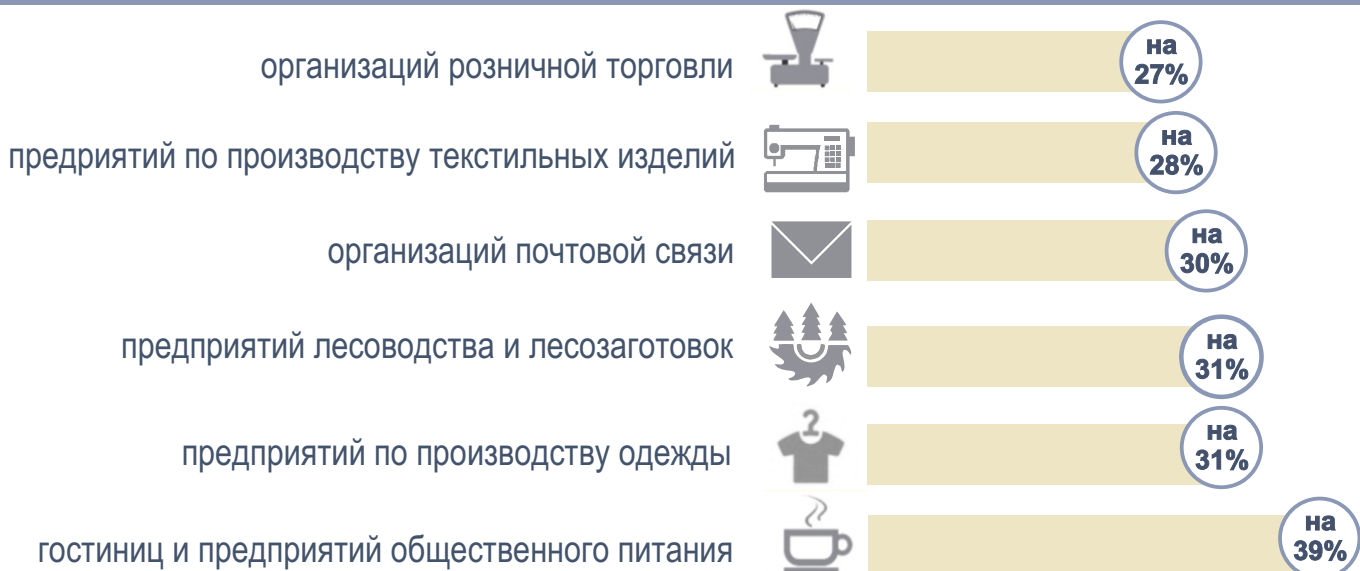 организаций розничной торговли
на
27%
предриятий по производству текстильных изделий
на
28%
организаций почтовой связи
на
30%
предприятий лесоводства и лесозаготовок
на
31%
предприятий по производству одежды
на
31%
гостиниц и предприятий общественного питания
на
39%